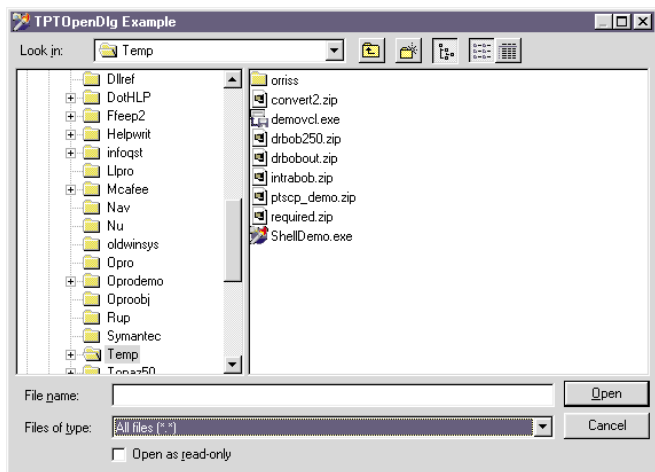 TPTOpenDlg Example
Look in:
Temp
Dllref
DotHLP
Ffeep2
Helpwrit
infoqst
Llpro
Mcafee
Nav
Nu
oldwinsys
Opro
Oprodemo
Oproobj
Rup
Symantec
Temp
Topaz50
orriss
convert2.zip
demovcl.exe
drbob250.zip
drbobout.zip
intrabob.zip
ptscp_demo.zip
required.zip
ShellDemo.exe
File name:
Open
Files of type:
All files (*.*)
Cancel
Open as read-only